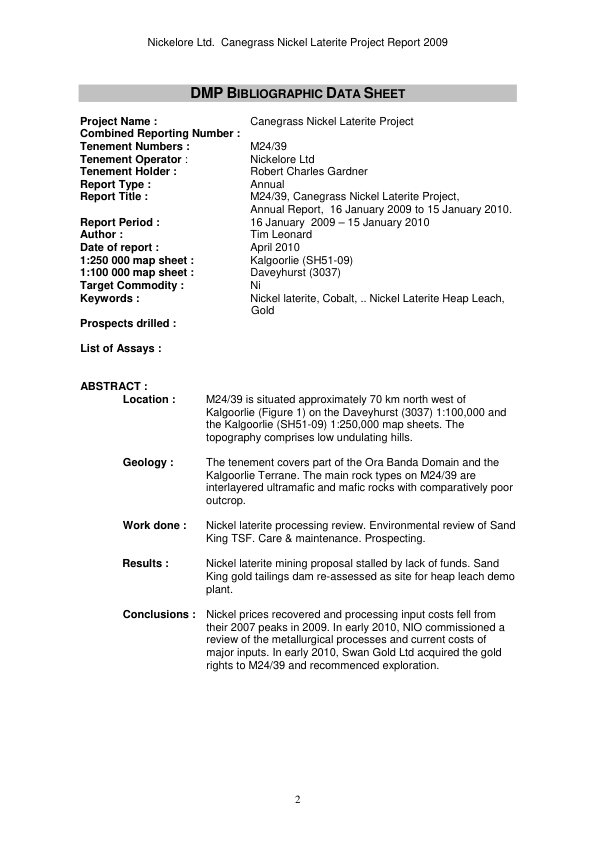 Nickelore Ltd.  Canegrass Nickel Laterite Project Report 2009
DMP BIBLIOGRAPHIC DATA SHEET
Project Name : Canegrass Nickel Laterite Project
Combined Reporting Number :
Tenement Numbers : M24/39
Tenement Operator : Nickelore Ltd
Tenement Holder : Robert Charles Gardner
Report Type : Annual
Report Title : M24/39, Canegrass Nickel Laterite Project,
Annual Report,  16 January 2009 to 15 January 2010.
Report Period : 16 January  2009 – 15 January 2010
Author : Tim Leonard
Date of report : April 2010
1:250 000 map sheet : Kalgoorlie (SH51-09)
1:100 000 map sheet : Daveyhurst (3037)
Target Commodity : Ni
Keywords : Nickel laterite, Cobalt, .. Nickel Laterite Heap Leach,
Gold
Prospects drilled :
List of Assays :
ABSTRACT :
Location : M24/39 is situated approximately 70 km north west of
Kalgoorlie (Figure 1) on the Daveyhurst (3037) 1:100,000 and
the Kalgoorlie (SH51-09) 1:250,000 map sheets. The
topography comprises low undulating hills.
Geology : The tenement covers part of the Ora Banda Domain and the
Kalgoorlie Terrane. The main rock types on M24/39 are
interlayered ultramafic and mafic rocks with comparatively poor
outcrop.
Work done : Nickel laterite processing review. Environmental review of Sand
King TSF. Care & maintenance. Prospecting.
Results : Nickel laterite mining proposal stalled by lack of funds. Sand
King gold tailings dam re-assessed as site for heap leach demo
plant.
Conclusions : Nickel prices recovered and processing input costs fell from
their 2007 peaks in 2009. In early 2010, NIO commissioned a
review of the metallurgical processes and current costs of
major inputs. In early 2010, Swan Gold Ltd acquired the gold
rights to M24/39 and recommenced exploration.
2